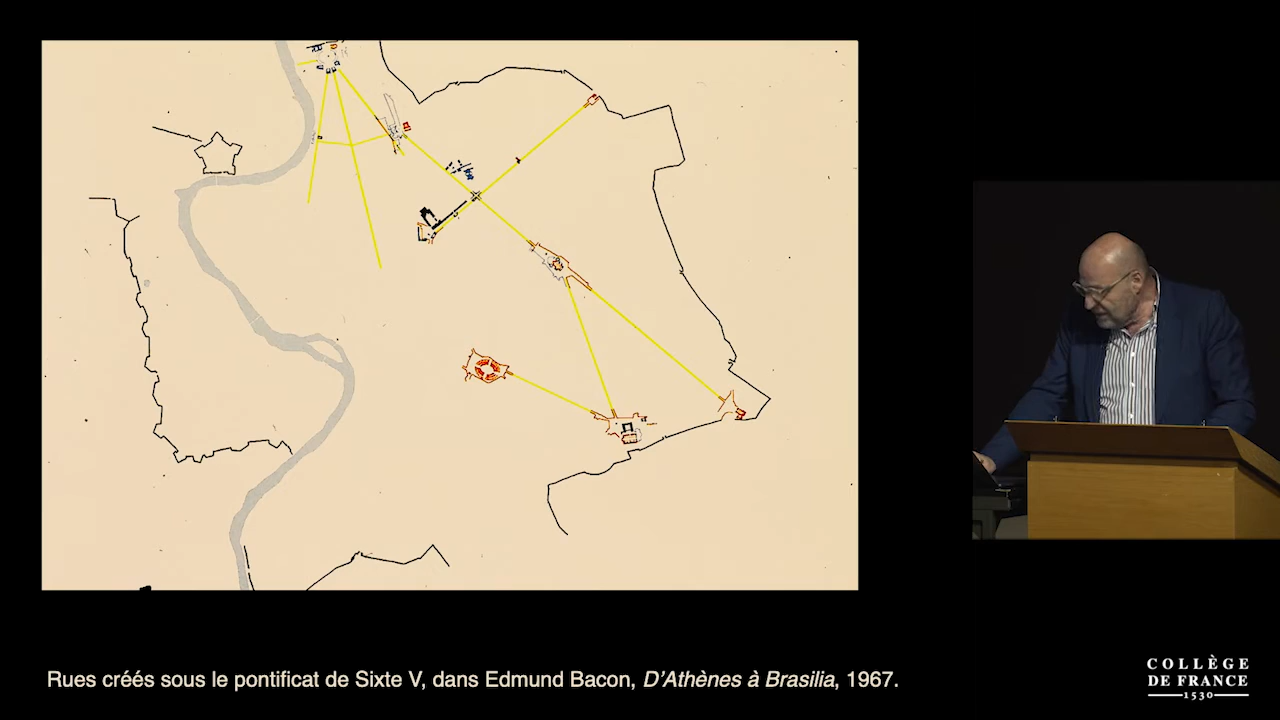 Rues créés sous le pontificat de Sixte V, dans Edmund Bacon, D'Athènes à Brasilia, 1967.
COLLÈGE
DE FRANCE
1530